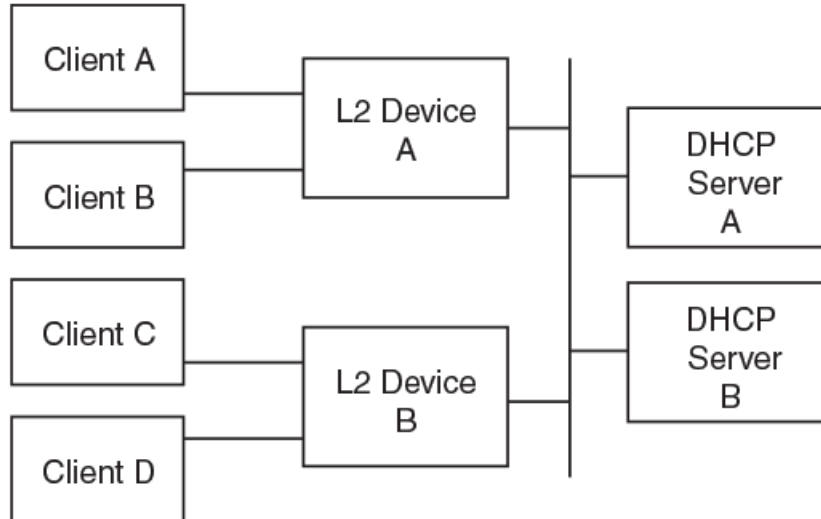 Client A
Client B
Client C
Client D
L2 Device
A
L2 Device
B
DHCP
Server
A
DHCP
Server
B